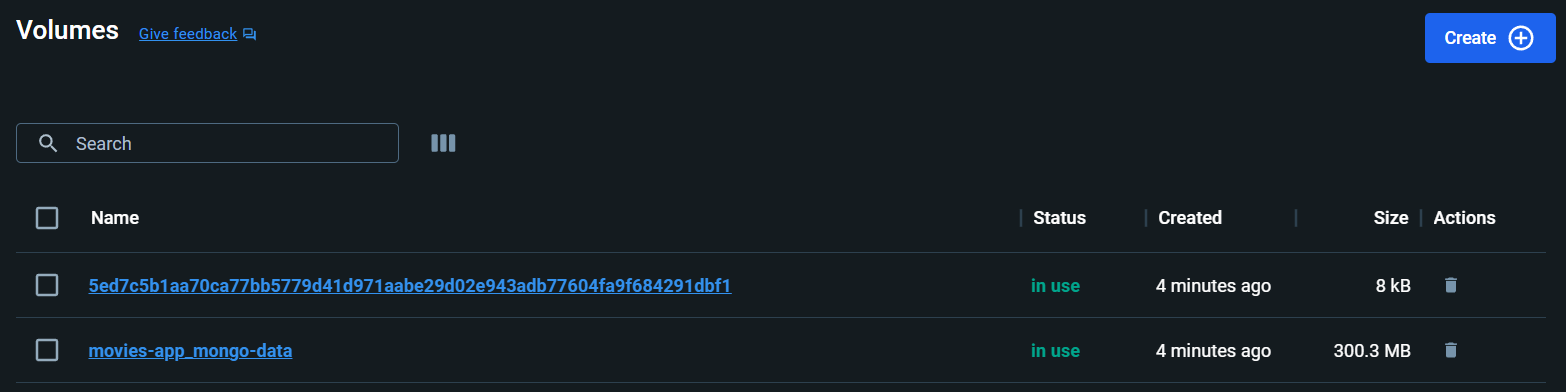 Volumes Give feedback
Create
Search
Name Status Created Size Actions
5ed7c5b1aa70ca77bb5779d41d971aabe29d02e943adb77604fa9f684291dbf1 in use 4 minutes ago 8 kB
movies-app_mongo-data in use 4 minutes ago 300.3 MB